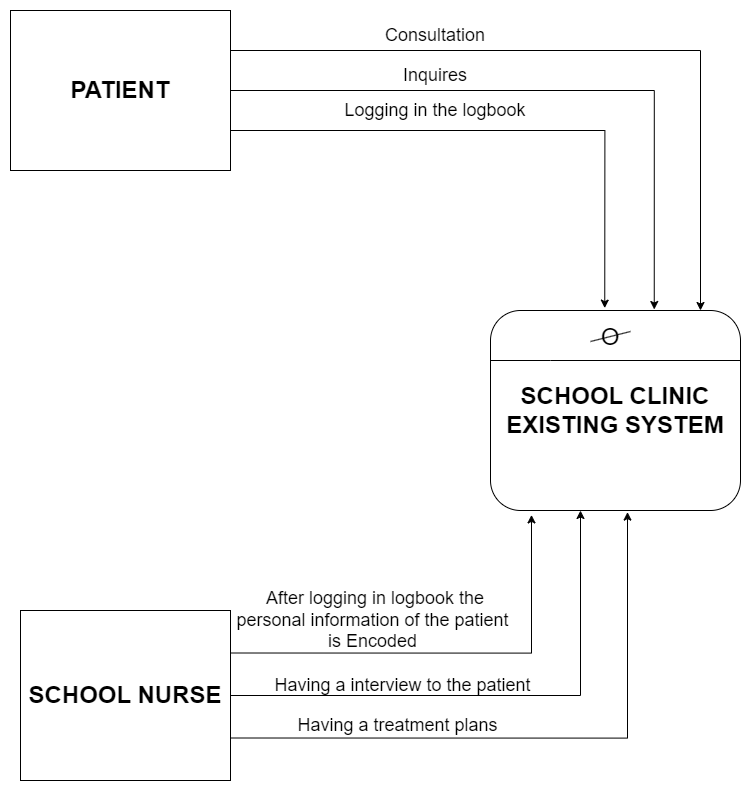 Consultation
PATIENT
Inquires
Logging in the logbook
O
SCHOOL CLINIC
EXISTING SYSTEM
After logging in logbook the
personal information of the patient
is Encoded
SCHOOL NURSE
Having a interview to the patient
Having a treatment plans